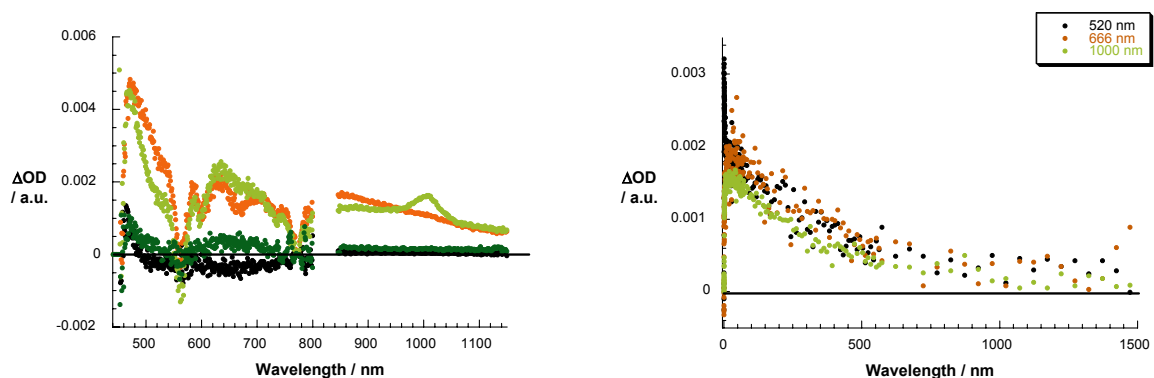 0.006
0.004
0.002
0
-0.002
ΔOD
/ a.u.
500 600 700 800 900 1000 1100
Wavelength / nm
520 nm
666 nm
1000 nm
0.003
0.002
0.001
0
ΔOD
/ a.u.
0 500 1000 1500
Wavelength / nm